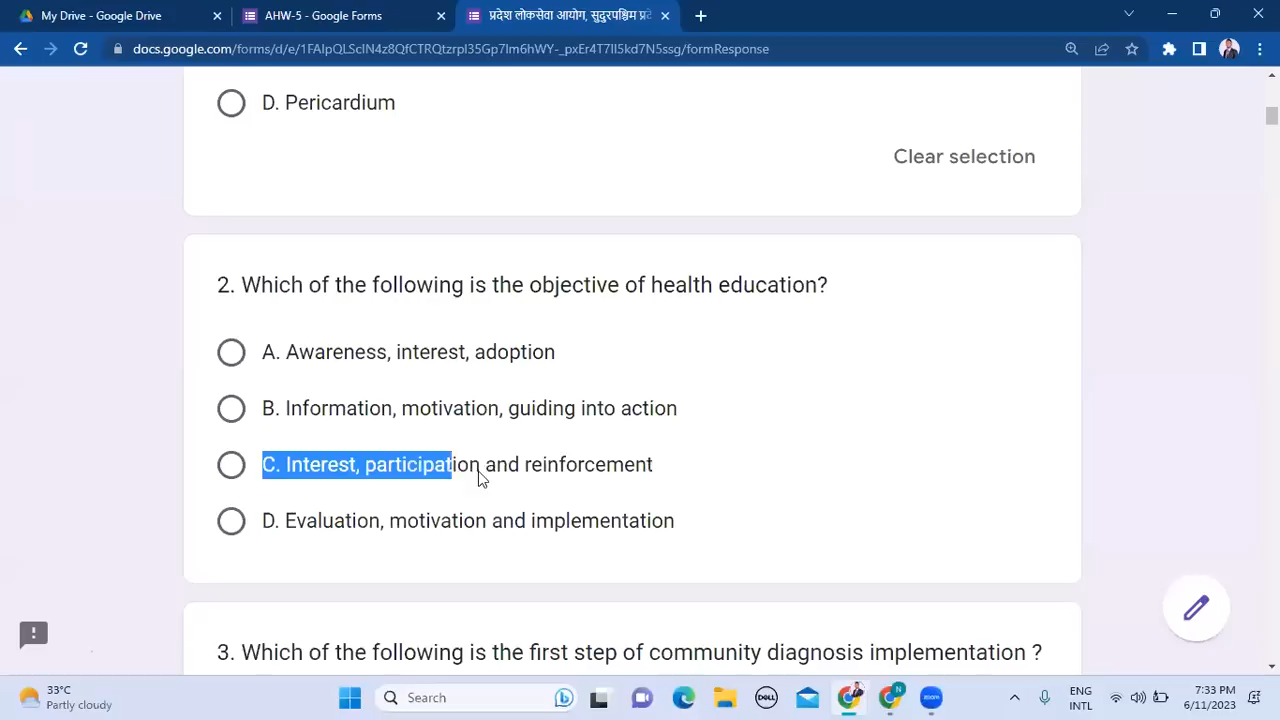 My Drive - Google Drive
AHW-5 - Google Forms
प्रदेश लोकसेवा आयोग, सुदुरपश्चिम प्रदे
docs.google.com/forms/d/e/1FAIpQLScIN4z8QfCTRQtzrpI35Gp7Im6hWY-_pxEr4T7II5kd7N5ssg/formResponse
D. Pericardium
Clear selection
2. Which of the following is the objective of health education?
A. Awareness, interest, adoption
B. Information, motivation, guiding into action
C. Interest, participation and reinforcement
D. Evaluation, motivation and implementation
3. Which of the following is the first step of community diagnosis implementation ?
33°C
Partly cloudy
Search
DELL
zoom
N
ENG
INTL
7:33 PM
6/11/2023